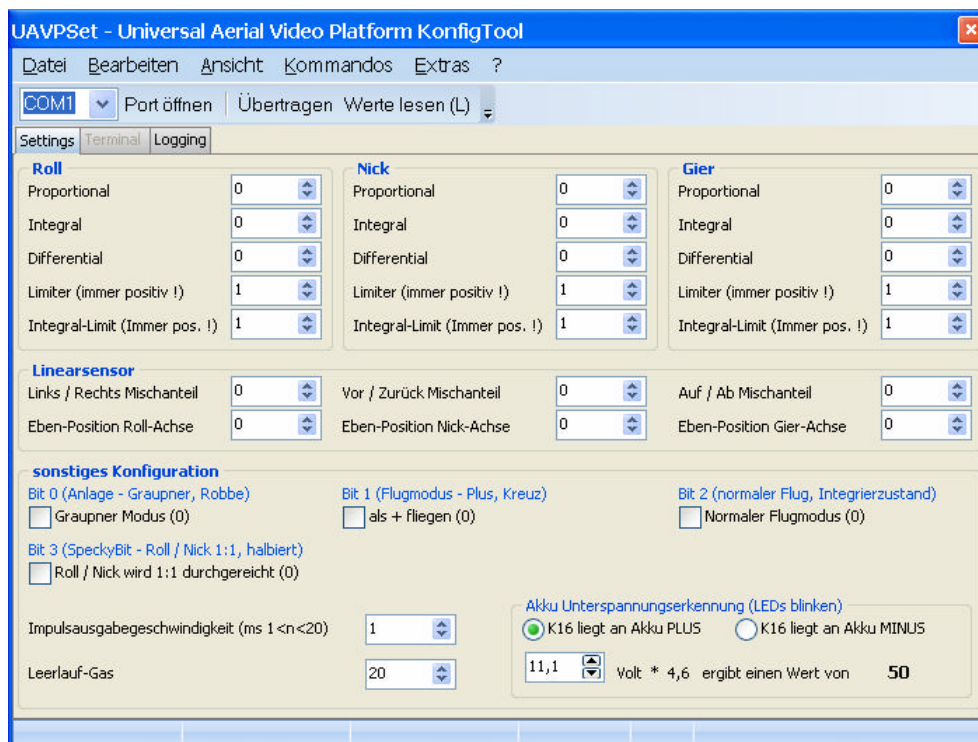 UAVPSet - Universal Aerial Video Platform KonfigTool
Datei Bearbeiten Ansicht Kommandos Extras ?
COM1 Port öffnen Übertragen Werte lesen (L)
Settings Terminal Logging
Roll Nick Gier
Proportional 0 Proportional 0 Proportional 0
Integral 0 Integral 0 Integral 0
Differential 0 Differential 0 Differential 0
Limiter (immer positiv !) 1 Limiter (immer positiv !) 1 Limiter (immer positiv !) 1
Integral-Limit (Immer pos. !) 1 Integral-Limit (Immer pos. !) 1 Integral-Limit (Immer pos. !) 1
Linearsensor
Links / Rechts Mischanteil 0 Vor / Zurück Mischanteil 0 Auf / Ab Mischanteil 0
Eben-Position Roll-Achse 0 Eben-Position Nick-Achse 0 Eben-Position Gier-Achse 0
sonstiges Konfiguration
Bit 0 (Anlage - Graupner, Robbe) Bit 1 (Flugmodus - Plus, Kreuz) Bit 2 (normaler Flug, Integrierzustand)
Graupner Modus (0) als + fliegen (0) Normaler Flugmodus (0)
Bit 3 (SpeckyBit - Roll / Nick 1:1, halbiert)
Roll / Nick wird 1:1 durchgereicht (0)
Akku Unterspannungserkennung (LEDs blinken)
Impulsausgabegeschwindigkeit (ms 1<n<20) 1 K16 liegt an Akku PLUS K16 liegt an Akku MINUS
Leerlauf-Gas 20 11,1 Volt * 4,6 ergibt einen Wert von 50